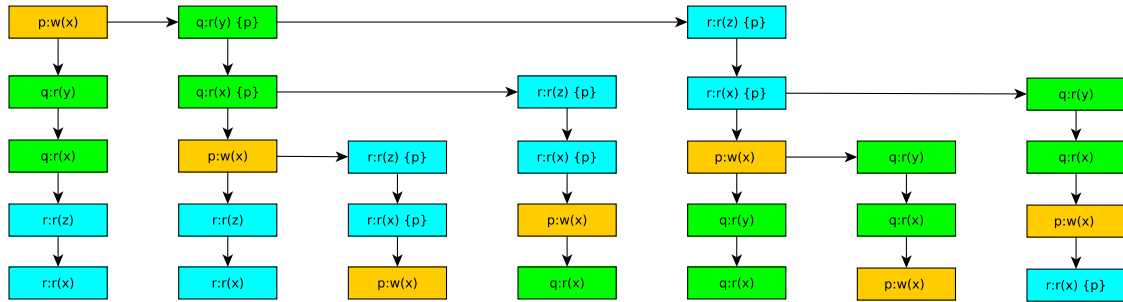 p:w(x)
q:r(y) {p}
r:r(z) {p}
q:r(y)
q:r(x) {p}
r:r(z) {p}
r:r(x) {p}
q:r(y)
q:r(x)
p:w(x)
r:r(z) {p}
r:r(x) {p}
p:w(x)
q:r(y)
q:r(x)
r:r(z)
r:r(z)
r:r(x) {p}
p:w(x)
q:r(y)
q:r(x)
p:w(x)
r:r(x)
r:r(x)
p:w(x)
q:r(x)
q:r(x)
p:w(x)
r:r(x) {p}